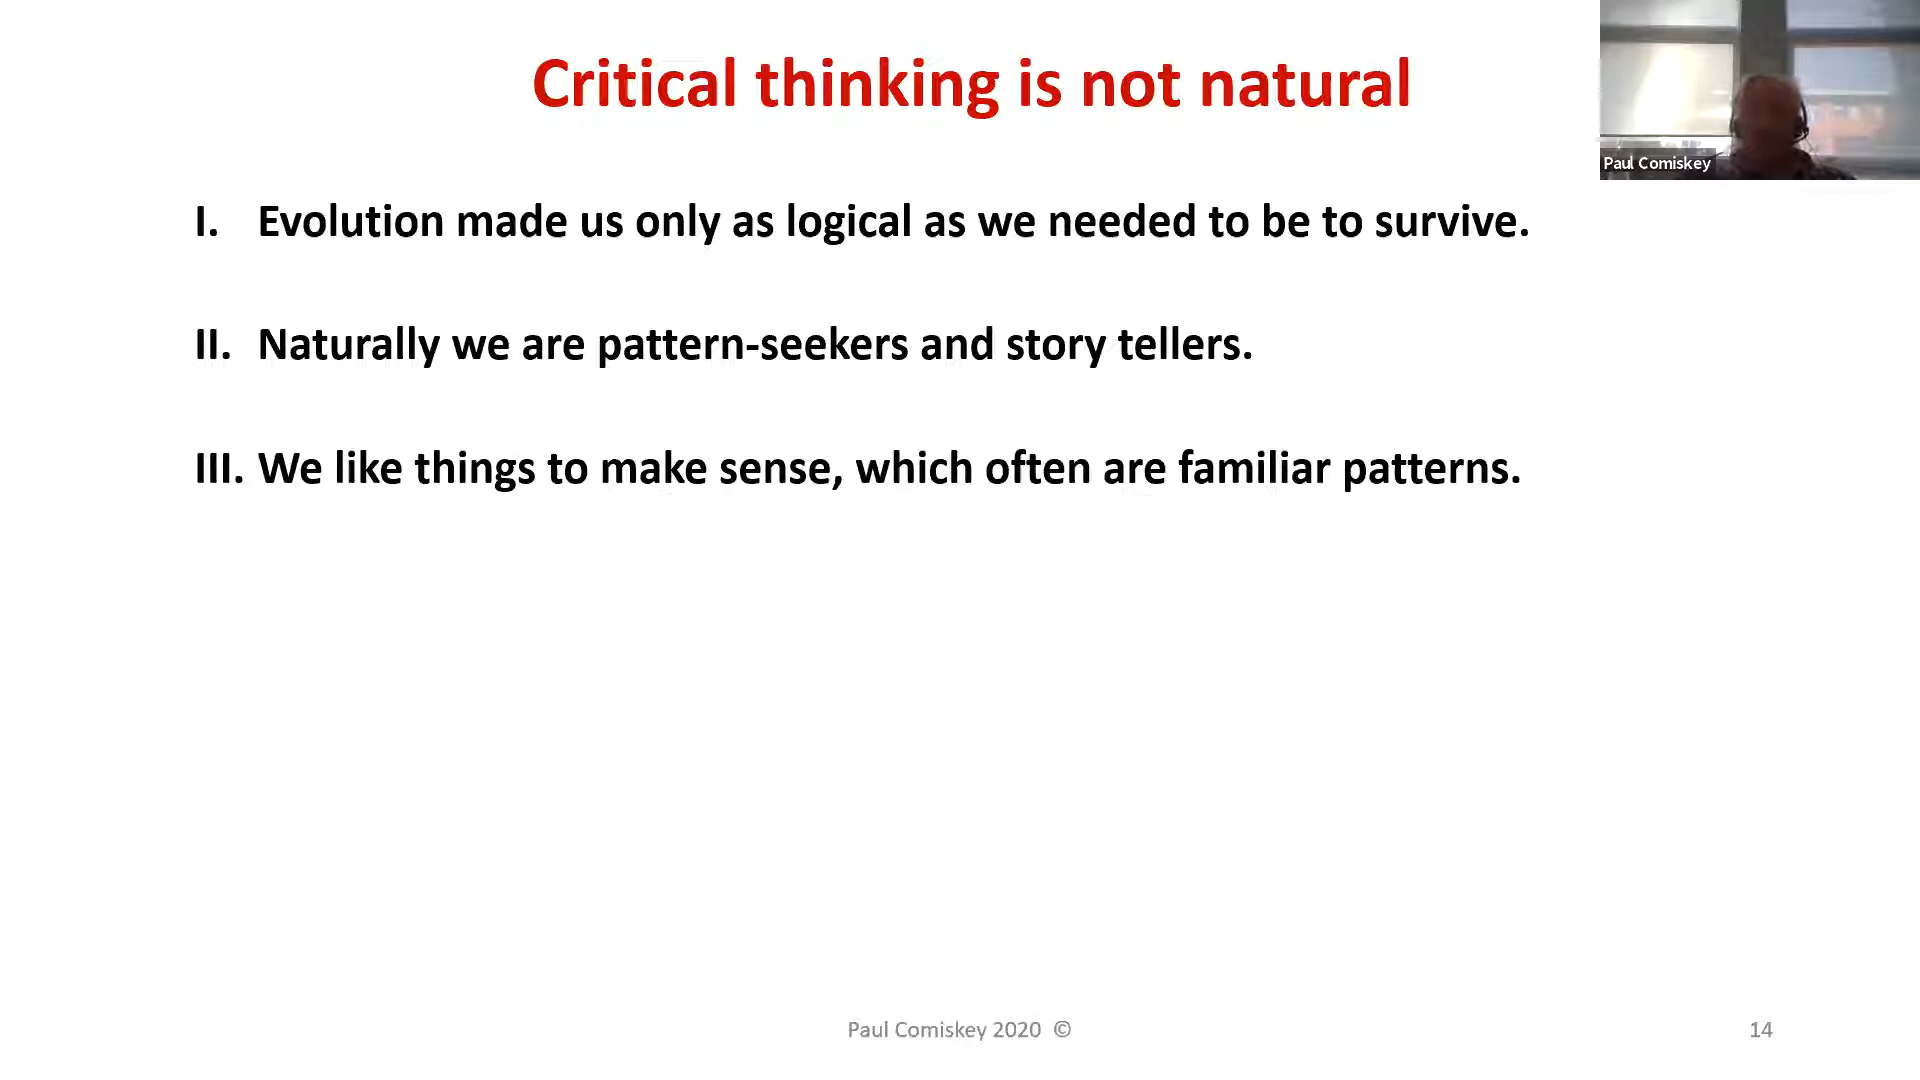 Critical thinking is not natural
Paul Comiskey
I. Evolution made us only as logical as we needed to be to survive.
II. Naturally we are pattern-seekers and story tellers.
III. We like things to make sense, which often are familiar patterns.
Paul Comiskey 2020 ©
14